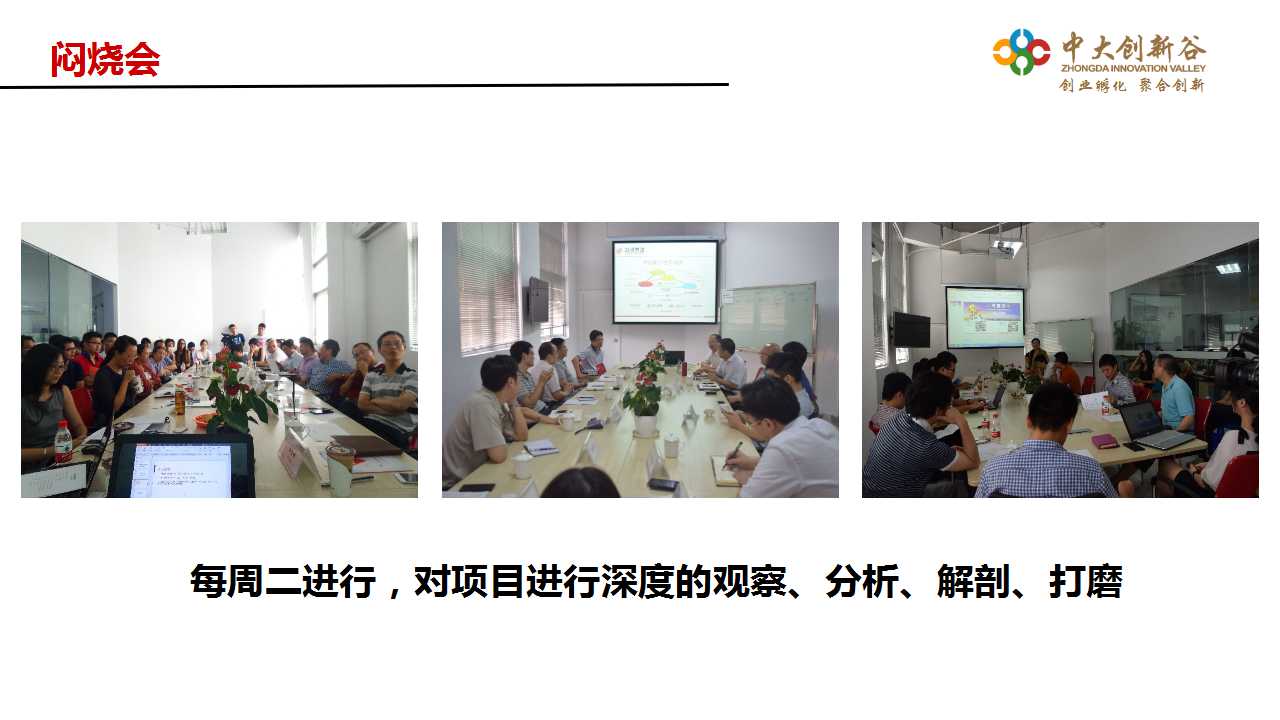 闷烧会
中大创新谷
ZHONGDA INNOVATION VALLEY
创业孵化 聚合创新
每周二进行，对项目进行深度的观察、分析、解剖、打磨